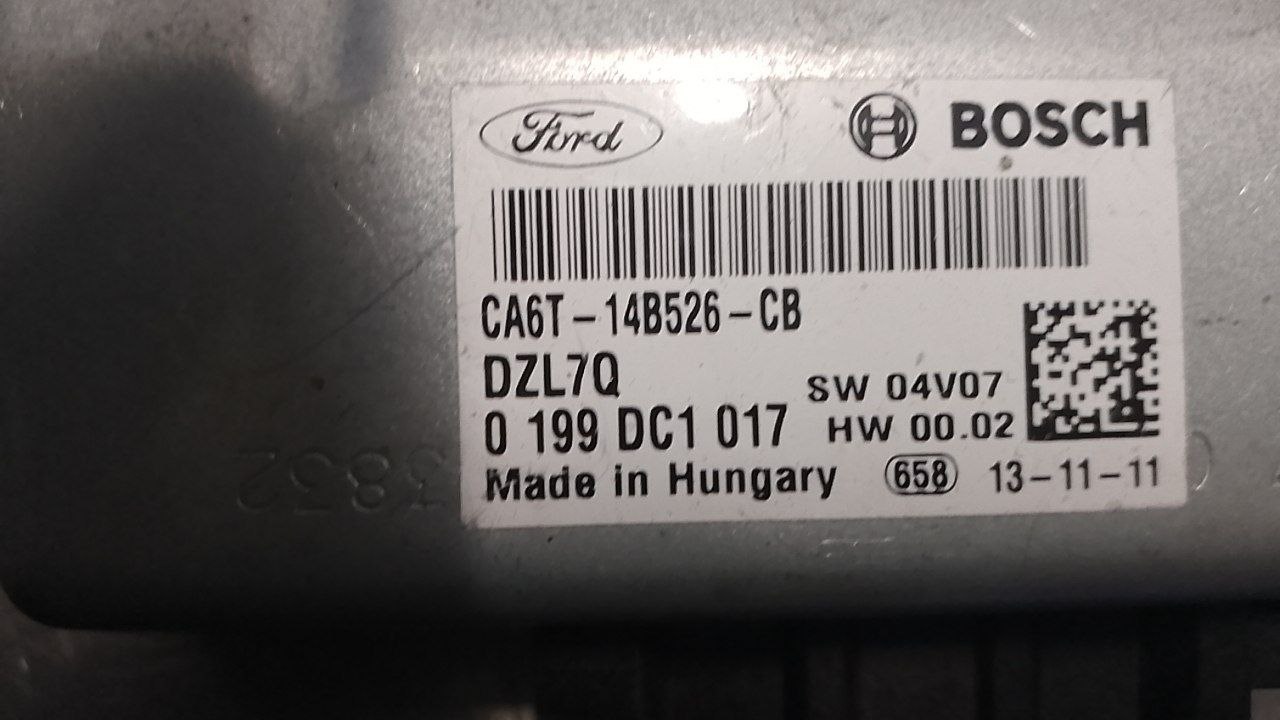 Ford BOSCH
CA6T-14B526-CB
DZL7Q
SW 04V07
0 199 DC1 017 HW 00.02
Made in Hungary 658 13-11-11